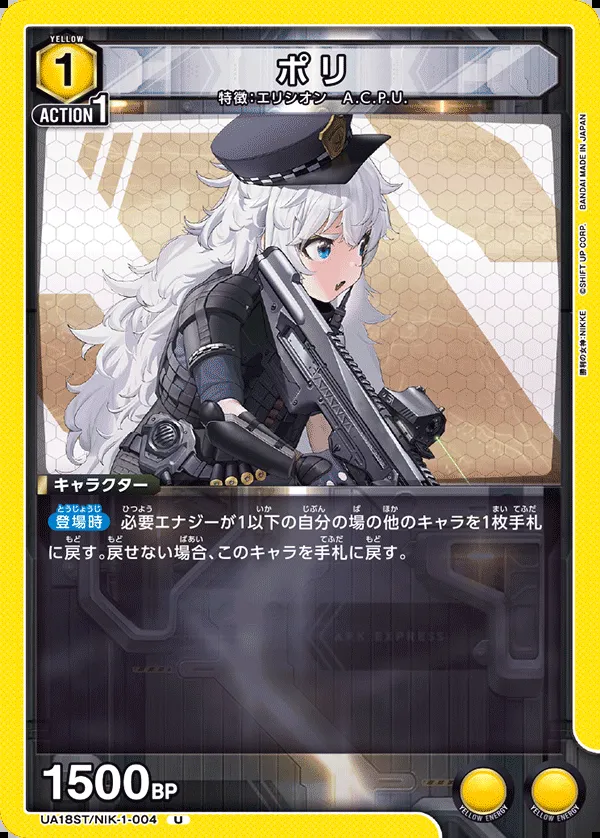 YELLOW
1
ACTION 1
ポリ
特徴:エリシオン A.C.P.U.
キャラクター
登場時 必要エナジーが1以下の自分の場の他のキャラを1枚手札
に戻す。戻せない場合、このキャラを手札に戻す。
ARK EXPRESS
1500BP
YELLOW ENERGY
YELLOW ENERGY
UA18ST/NIK-1-004 U
勝利の女神:NIKKE ©SHIFT UP CORP. BANDAI MADE IN JAPAN